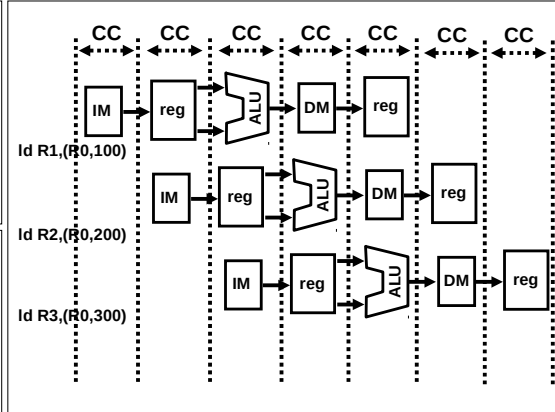 CC CC CC CC CC CC CC
IM reg ALU DM reg
ld R1,(R0,100)
IM reg ALU DM reg
ld R2,(R0,200)
IM reg ALU DM reg
ld R3,(R0,300)